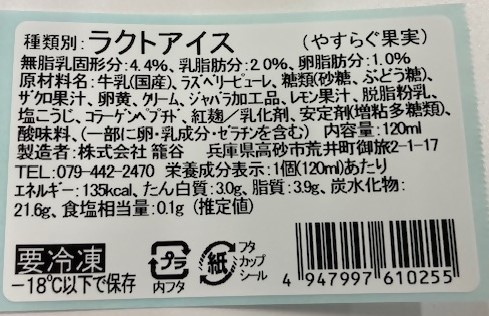 種類別:ラクトアイス (やすらぐ果実)
無脂乳固形分:4.4%、乳脂肪分:2.0%、卵脂肪分:1.0%
原材料名:牛乳(国産)、ラズベリーピューレ、糖類(砂糖、ぶどう糖)、
ザクロ果汁、卵黄、クリーム、ジャバラ加工品、レモン果汁、脱脂粉乳、
塩こうじ、コラーゲンペプチド、紅麹/乳化剤、安定剤(増粘多糖類)、
酸味料、(一部に卵・乳成分・ゼラチンを含む) 内容量:120ml
製造者:株式会社 籠谷 兵庫県高砂市荒井町御旅2-1-17
TEL:079-442-2470 栄養成分表示:1個(120ml)あたり
エネルギー:135kcal、たん白質:3.0g、脂質:3.9g、炭水化物:
21.6g、食塩相当量:0.1g (推定値)
要冷凍
-18℃以下で保存
プラ
内フタ
紙
フタ
カップ
シール
4 947997 610255